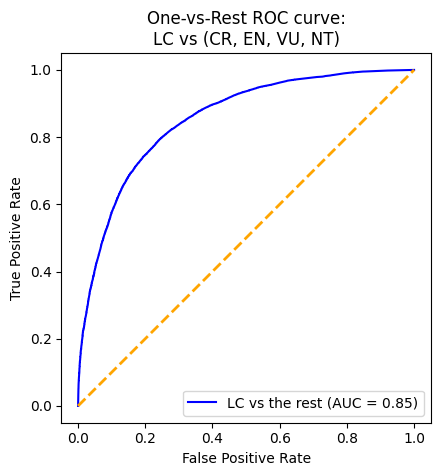 One-vs-Rest ROC curve:
LC vs (CR, EN, VU, NT)
True Positive Rate
1.0
0.8
0.6
0.4
0.2
0.0
LC vs the rest (AUC = 0.85)
0.0 0.2 0.4 0.6 0.8 1.0
False Positive Rate